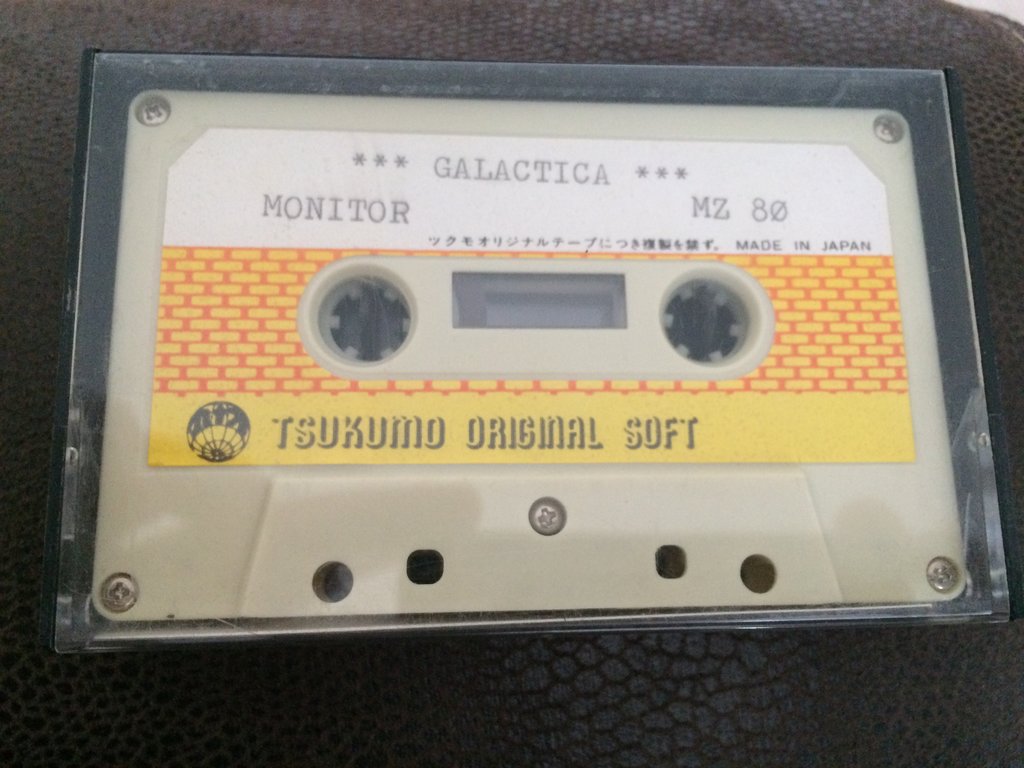 *** GALACTICA ***
MONITOR MZ 80
ツクモオリジナルテープにつき複製を禁ず。 MADE IN JAPAN
TSUKUMO ORIGINAL SOFT